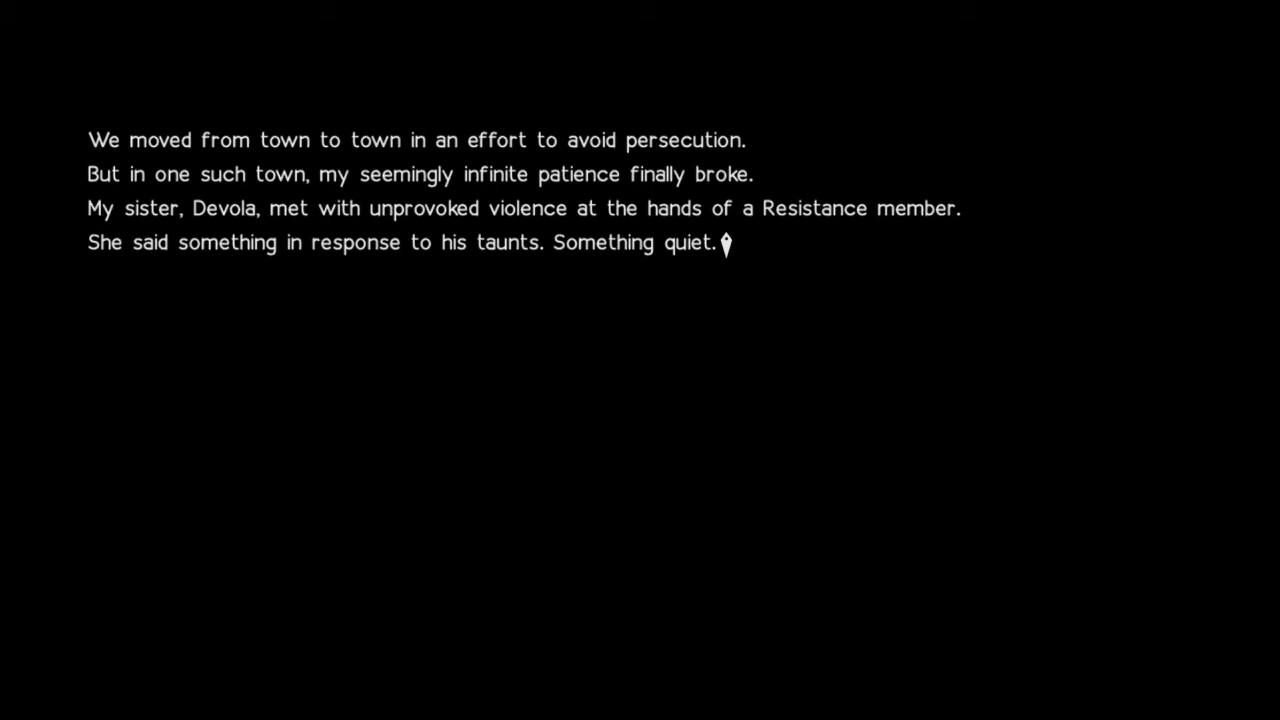 We moved from town to town in an effort to avoid persecution.
But in one such town, my seemingly infinite patience finally broke.
My sister, Devola, met with unprovoked violence at the hands of a Resistance member.
She said something in response to his taunts. Something quiet.